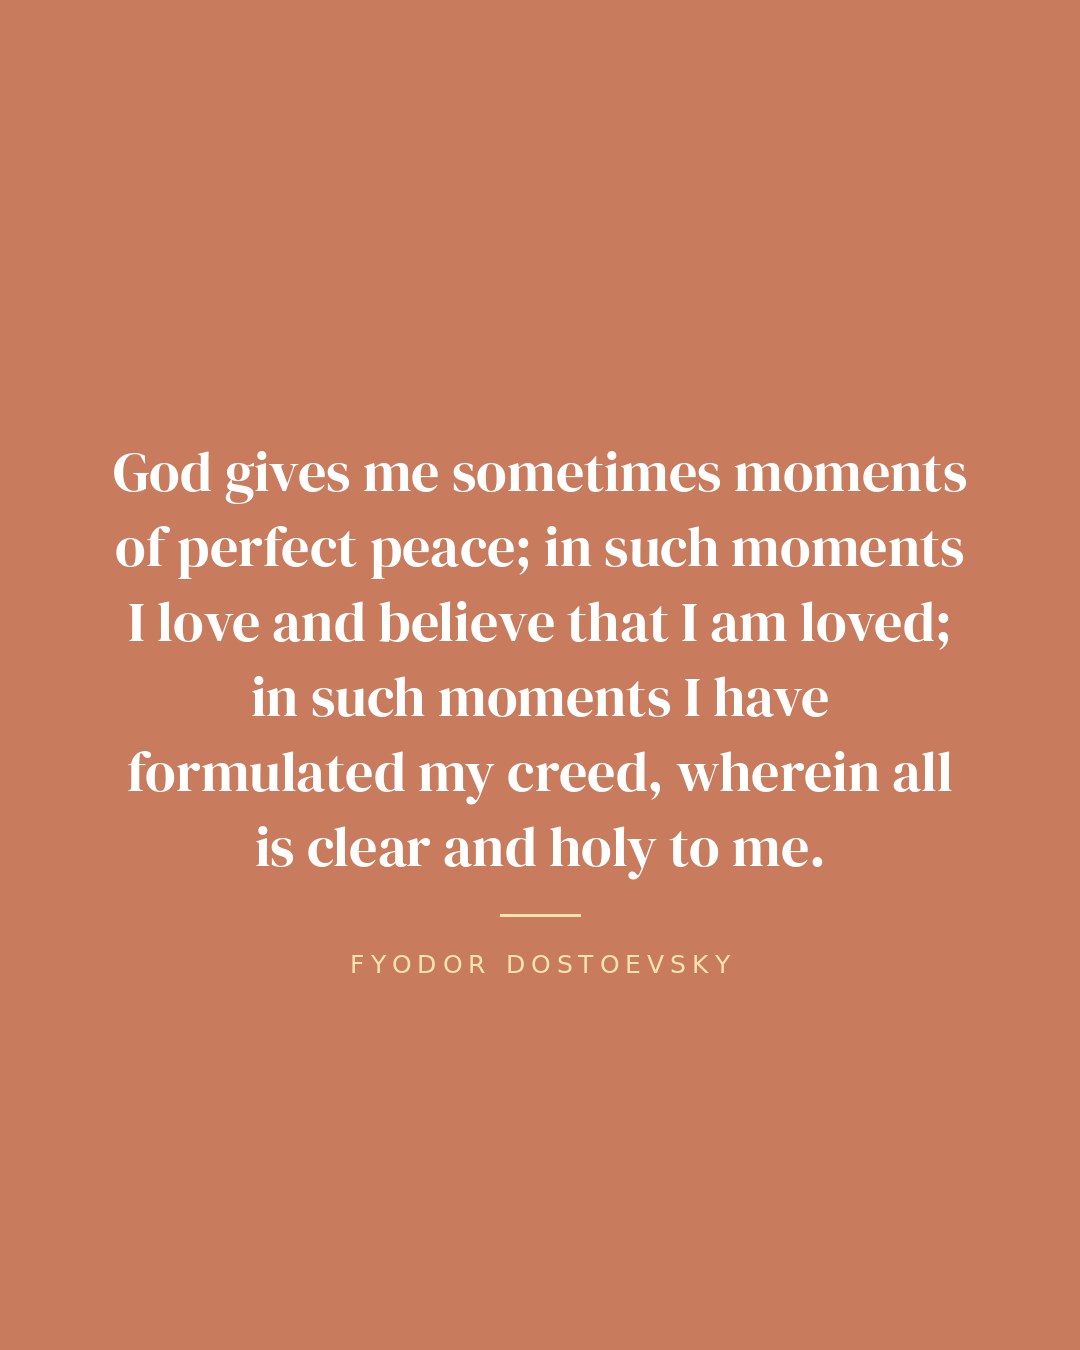 God gives me sometimes moments
of perfect peace; in such moments
I love and believe that I am loved;
in such moments I have
formulated my creed, wherein all
is clear and holy to me.
FYODOR DOSTOEVSKY